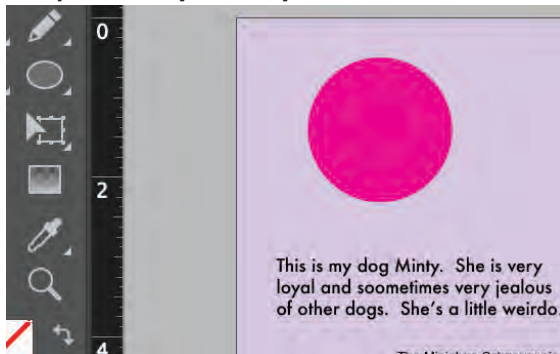 0
2
This is my dog Minty.  She is very
loyal and soometimes very jealous
of other dogs.  She's a little weirdo.
4